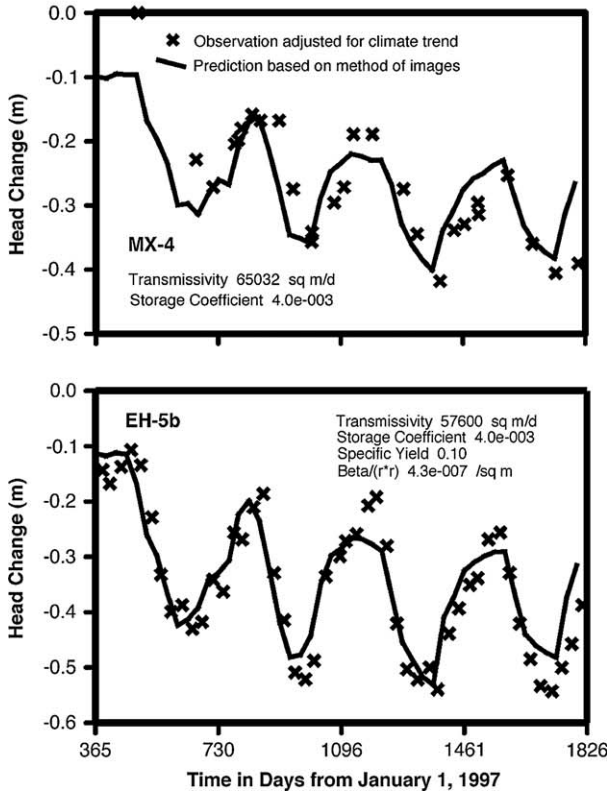 0.0
Observation adjusted for climate trend
Prediction based on method of images
-0.1
-0.2
Head Change (m)
-0.3
MX-4
Transmissivity 65032 sq m/d
Storage Coefficient 4.0e-003
-0.4
-0.5
0.0
EH-5b
Transmissivity 57600 sq m/d
Storage Coefficient 4.0e-003
Specific Yield 0.10
Beta/(r*r) 4.3e-007 /sq m
-0.1
-0.2
Head Change (m)
-0.3
-0.4
-0.5
-0.6
365 730 1096 1461 1826
Time in Days from January 1, 1997